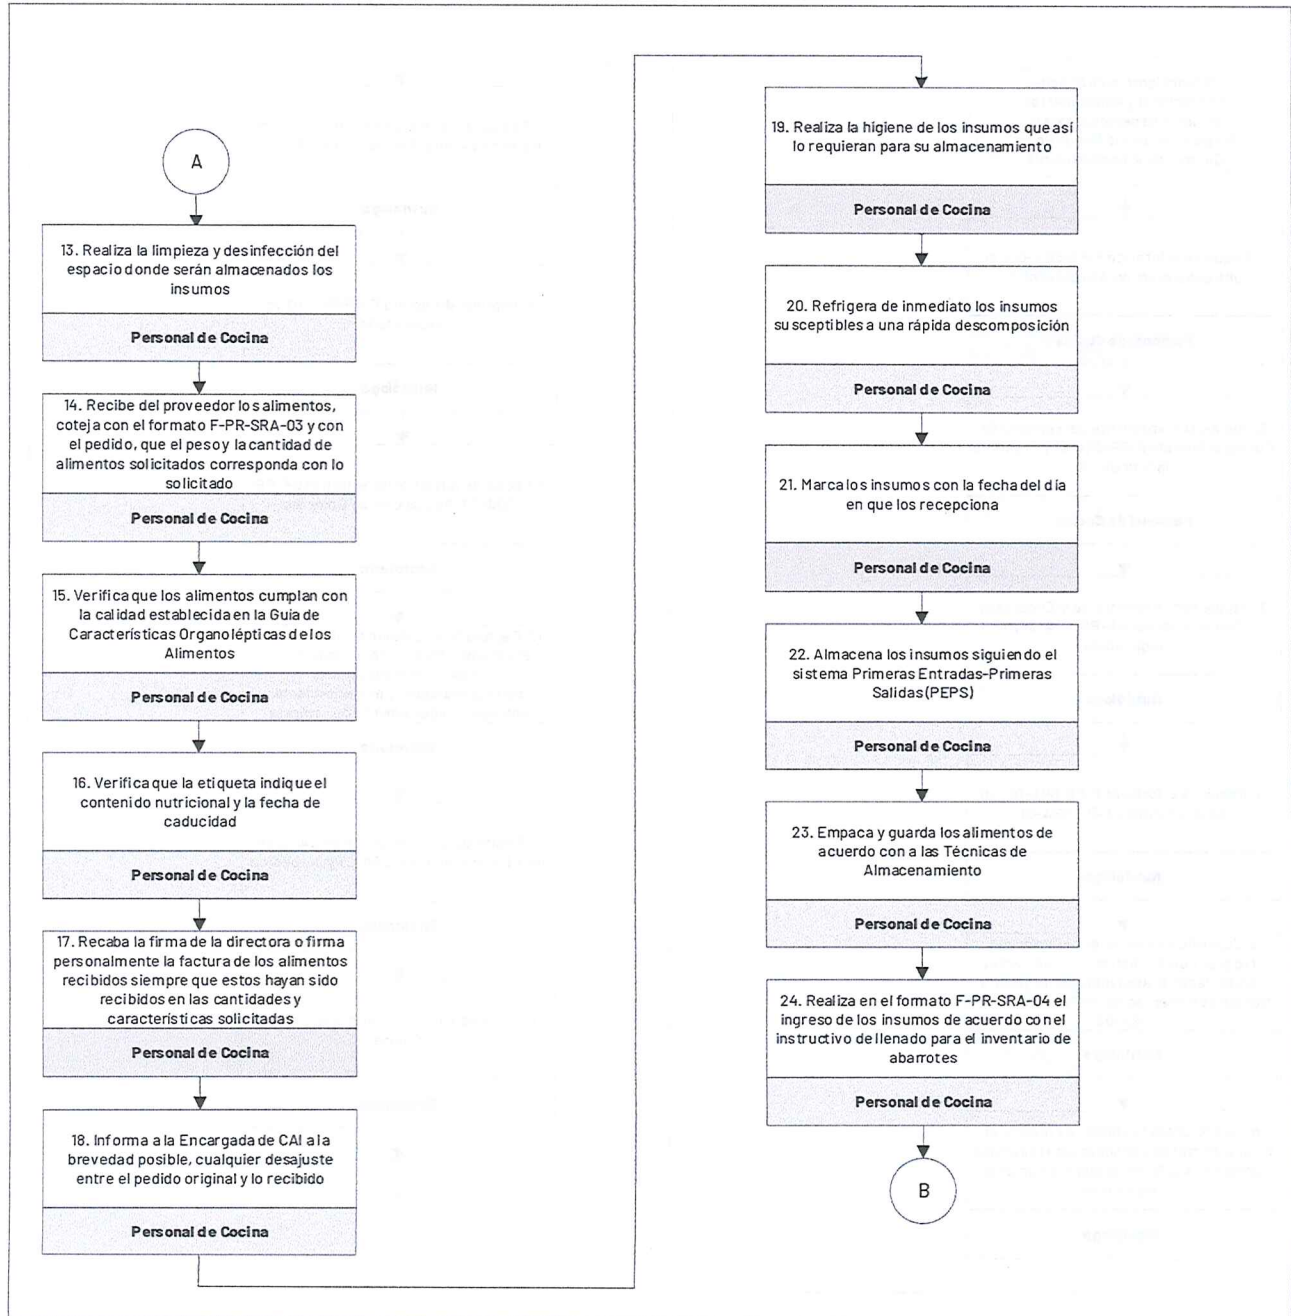 A
13. Realiza la limpieza y desinfección del
espacio donde serán almacenados los
insumos
Personal de Cocina
14. Recibe del proveedor los alimentos,
coteja con el formato F-PR-SRA-03 y con
el pedido, que el peso y la cantidad de
alimentos solicitados corresponda con lo
solicitado
Personal de Cocina
15. Verifica que los alimentos cumplan con
la calidad establecida en la Guía de
Características Organolépticas de los
Alimentos
Personal de Cocina
16. Verifica que la etiqueta indique el
contenido nutricional y la fecha de
caducidad
Personal de Cocina
17. Recaba la firma de la directora o firma
personalmente la factura de los alimentos
recibidos siempre que estos hayan sido
recibidos en las cantidades y
características solicitadas
Personal de Cocina
18. Informa a la Encargada de CAI a la
brevedad posible, cualquier desajuste
entre el pedido original y lo recibido
Personal de Cocina
19. Realiza la higiene de los insumos que así
lo requieran para su almacenamiento
Personal de Cocina
20. Refrigera de inmediato los insumos
susceptibles a una rápida descomposición
Personal de Cocina
21. Marca los insumos con la fecha del día
en que los recepciona
Personal de Cocina
22. Almacena los insumos siguiendo el
sistema Primeras Entradas-Primeras
Salidas (PEPS)
Personal de Cocina
23. Empaca y guarda los alimentos de
acuerdo con a las Técnicas de
Almacenamiento
Personal de Cocina
24. Realiza en el formato F-PR-SRA-04 el
ingreso de los insumos de acuerdo con el
instructivo de llenado para el inventario de
abarrotes
Personal de Cocina
B